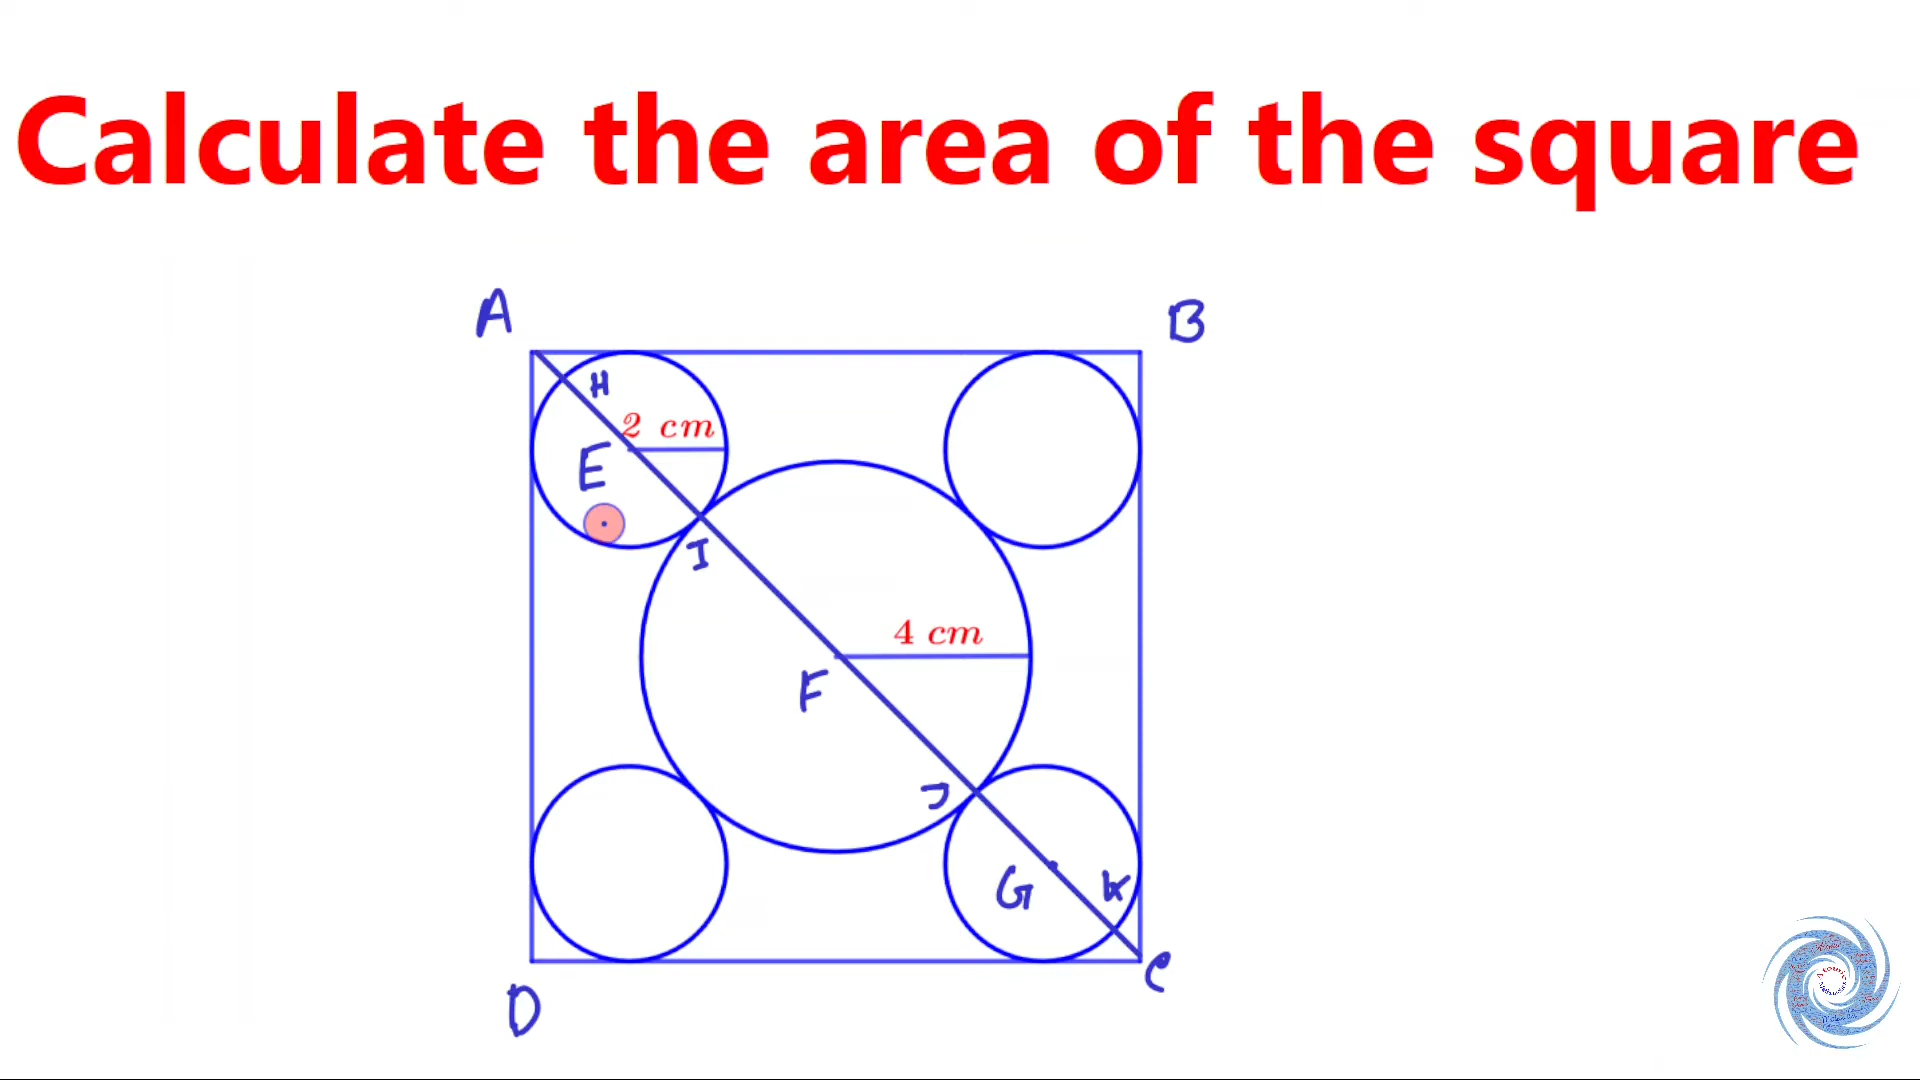 Calculate the area of the square
A
B
H
2 cm
E
I
4 cm
F
J
G
K
C
D